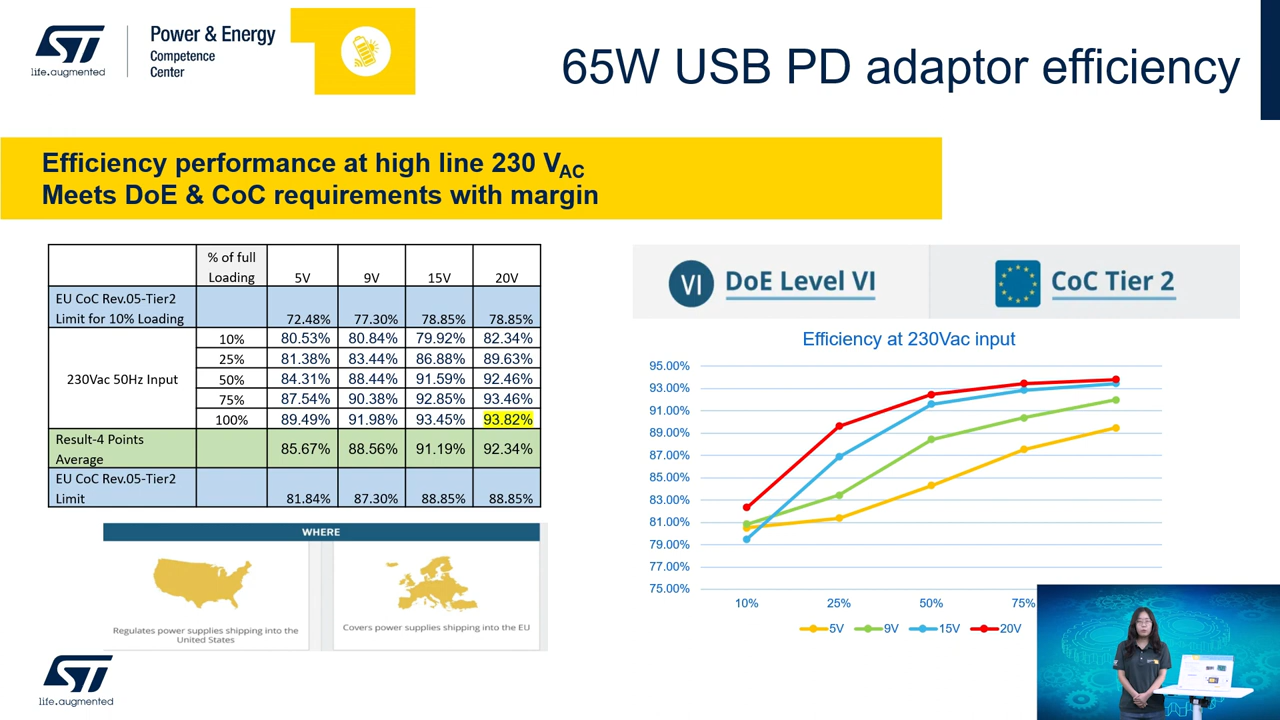 ST
life.augmented
Power & Energy
Competence
Center
65W USB PD adaptor efficiency
Efficiency performance at high line 230 VAC
Meets DoE & CoC requirements with margin
% of full
Loading 5V 9V 15V 20V
EU CoC Rev.05-Tier2
Limit for 10% Loading 72.48% 77.30% 78.85% 78.85%
230Vac 50Hz Input
10% 80.53% 80.84% 79.92% 82.34%
25% 81.38% 83.44% 86.88% 89.63%
50% 84.31% 88.44% 91.59% 92.46%
75% 87.54% 90.38% 92.85% 93.46%
100% 89.49% 91.98% 93.45% 93.82%
Result-4 Points
Average 85.67% 88.56% 91.19% 92.34%
EU CoC Rev.05-Tier2
Limit 81.84% 87.30% 88.85% 88.85%
WHERE
Regulates power supplies shipping into the
United States
Covers power supplies shipping into the EU
VI DoE Level VI
CoC Tier 2
Efficiency at 230Vac input
95.00%
93.00%
91.00%
89.00%
87.00%
85.00%
83.00%
81.00%
79.00%
77.00%
75.00%
10% 25% 50% 75%
5V 9V 15V 20V
ST
life.augmented